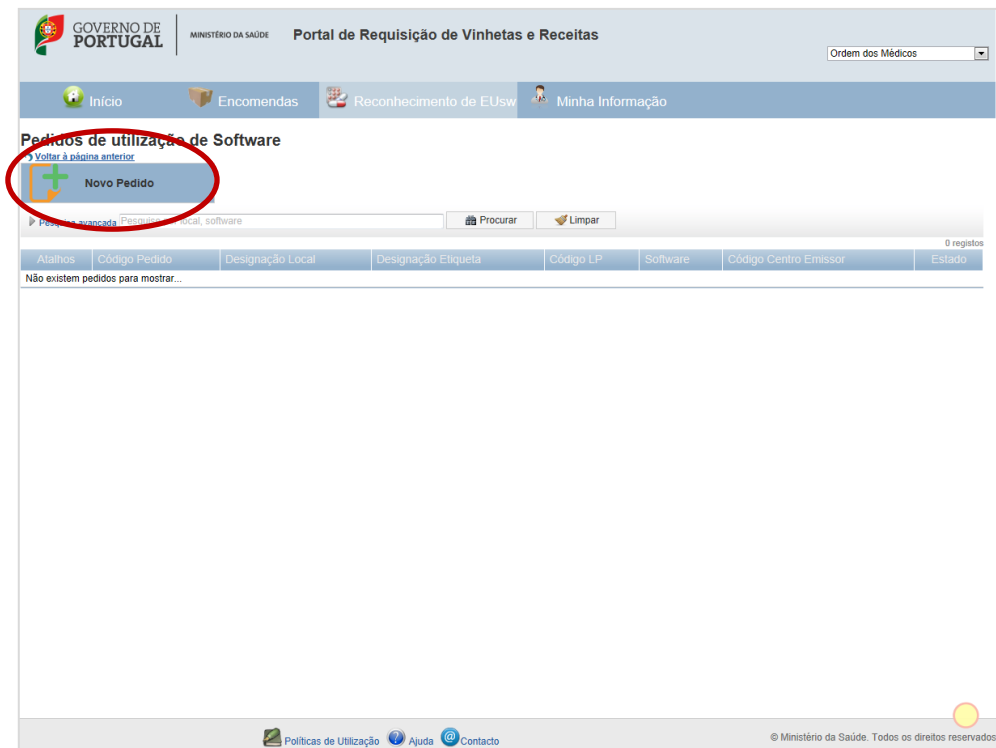 GOVERNO DE
PORTUGAL
MINISTÉRIO DA SAÚDE
Portal de Requisição de Vinhetas e Receitas
Ordem dos Médicos
Início Encomendas Reconhecimento de EUsw Minha Informação
Pedidos de utilização de Software
Voltar à página anterior
Novo Pedido
Pesquisa avançada Pesquise por local, software Procurar Limpar
0 registos
Atalhos Código Pedido Designação Local Designação Etiqueta Código LP Software Código Centro Emissor Estado
Não existem pedidos para mostrar...
Políticas de Utilização Ajuda Contacto © Ministério da Saúde. Todos os direitos reservados